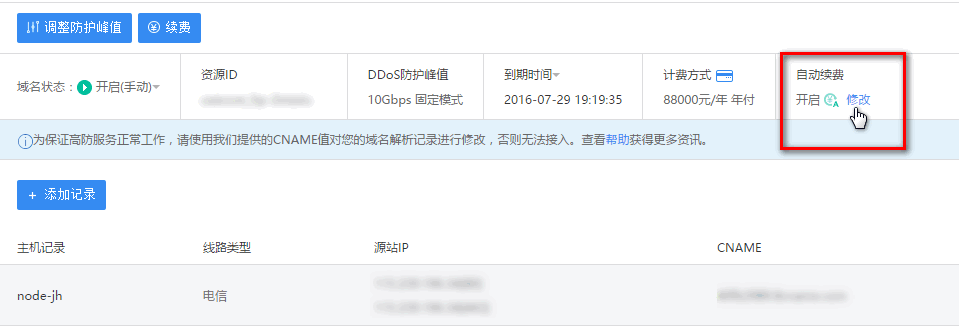 调整防护峰值 续费
域名状态： 开启(手动) 资源ID DDoS防护峰值 10Gbps 固定模式 到期时间 2016-07-29 19:19:35 计费方式 88000元/年 年付 自动续费 开启 修改
为保证高防服务正常工作，请使用我们提供的CNAME值对您的域名解析记录进行修改，否则无法接入。查看帮助获得更多资讯。
+ 添加记录
主机记录 线路类型 源站IP CNAME
node-jh 电信